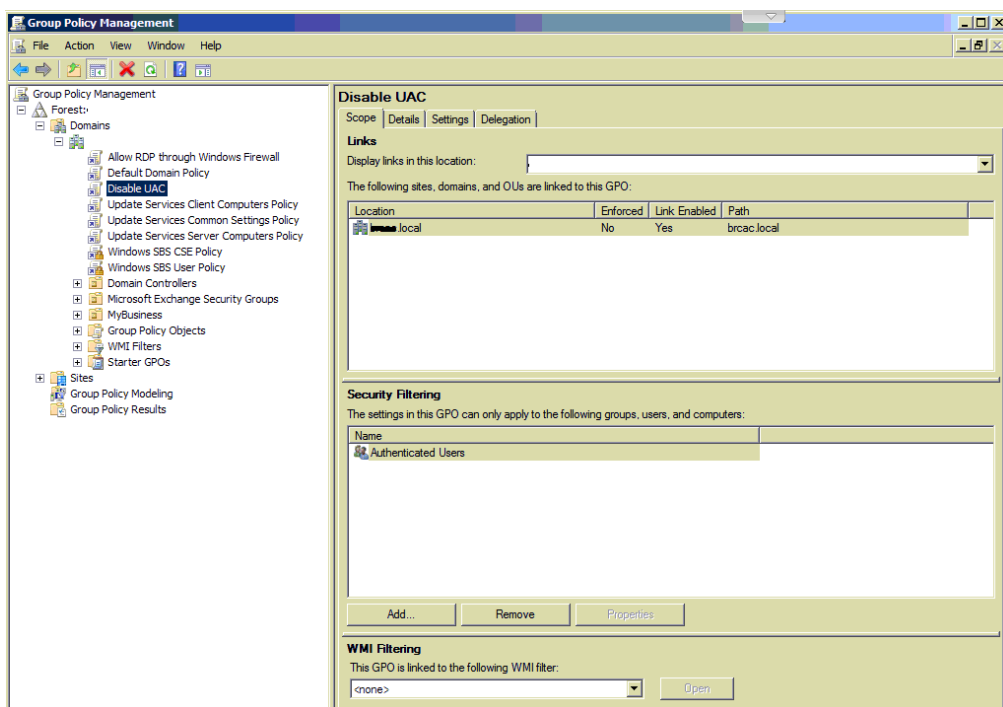 Group Policy Management
File Action View Window Help
Group Policy Management
Forest:
Domains
Allow RDP through Windows Firewall
Default Domain Policy
Disable UAC
Update Services Client Computers Policy
Update Services Common Settings Policy
Update Services Server Computers Policy
Windows SBS CSE Policy
Windows SBS User Policy
Domain Controllers
Microsoft Exchange Security Groups
MyBusiness
Group Policy Objects
WMI Filters
Starter GPOs
Sites
Group Policy Modeling
Group Policy Results
Disable UAC
Scope Details Settings Delegation
Links
Display links in this location:
The following sites, domains, and OUs are linked to this GPO:
Location Enforced Link Enabled Path
.local No Yes brcac.local
Security Filtering
The settings in this GPO can only apply to the following groups, users, and computers:
Name
Authenticated Users
Add... Remove Properties
WMI Filtering
This GPO is linked to the following WMI filter:
<none> Open